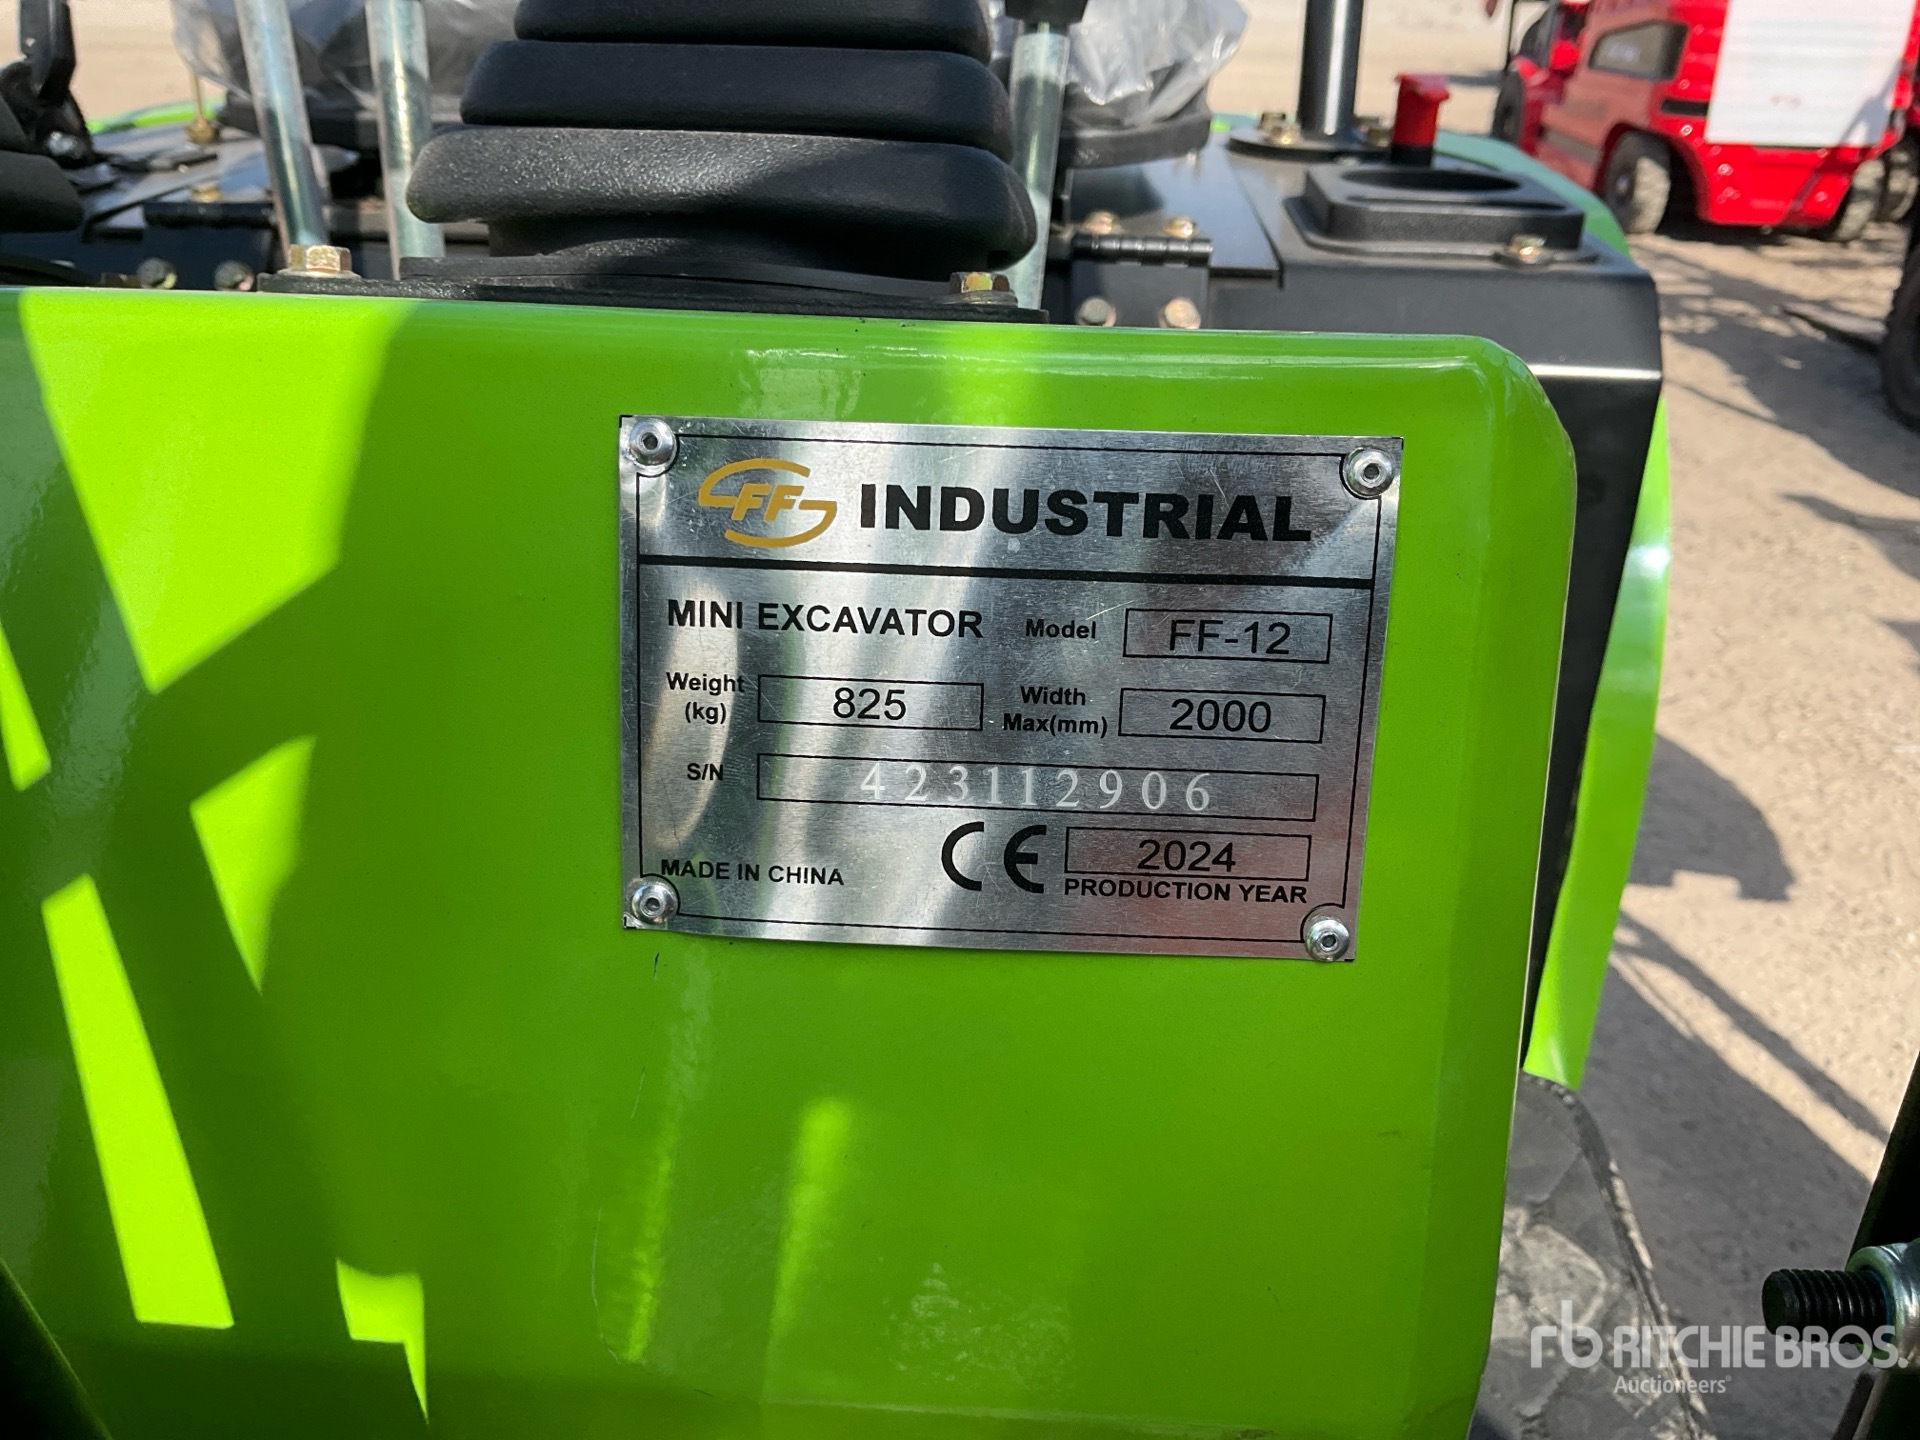 FF INDUSTRIAL
MINI EXCAVATOR Model FF-12
Weight (kg) 825 Width Max(mm) 2000
S/N 423112906
MADE IN CHINA CE 2024
PRODUCTION YEAR
rb RITCHIE BROS.
Auctioneers